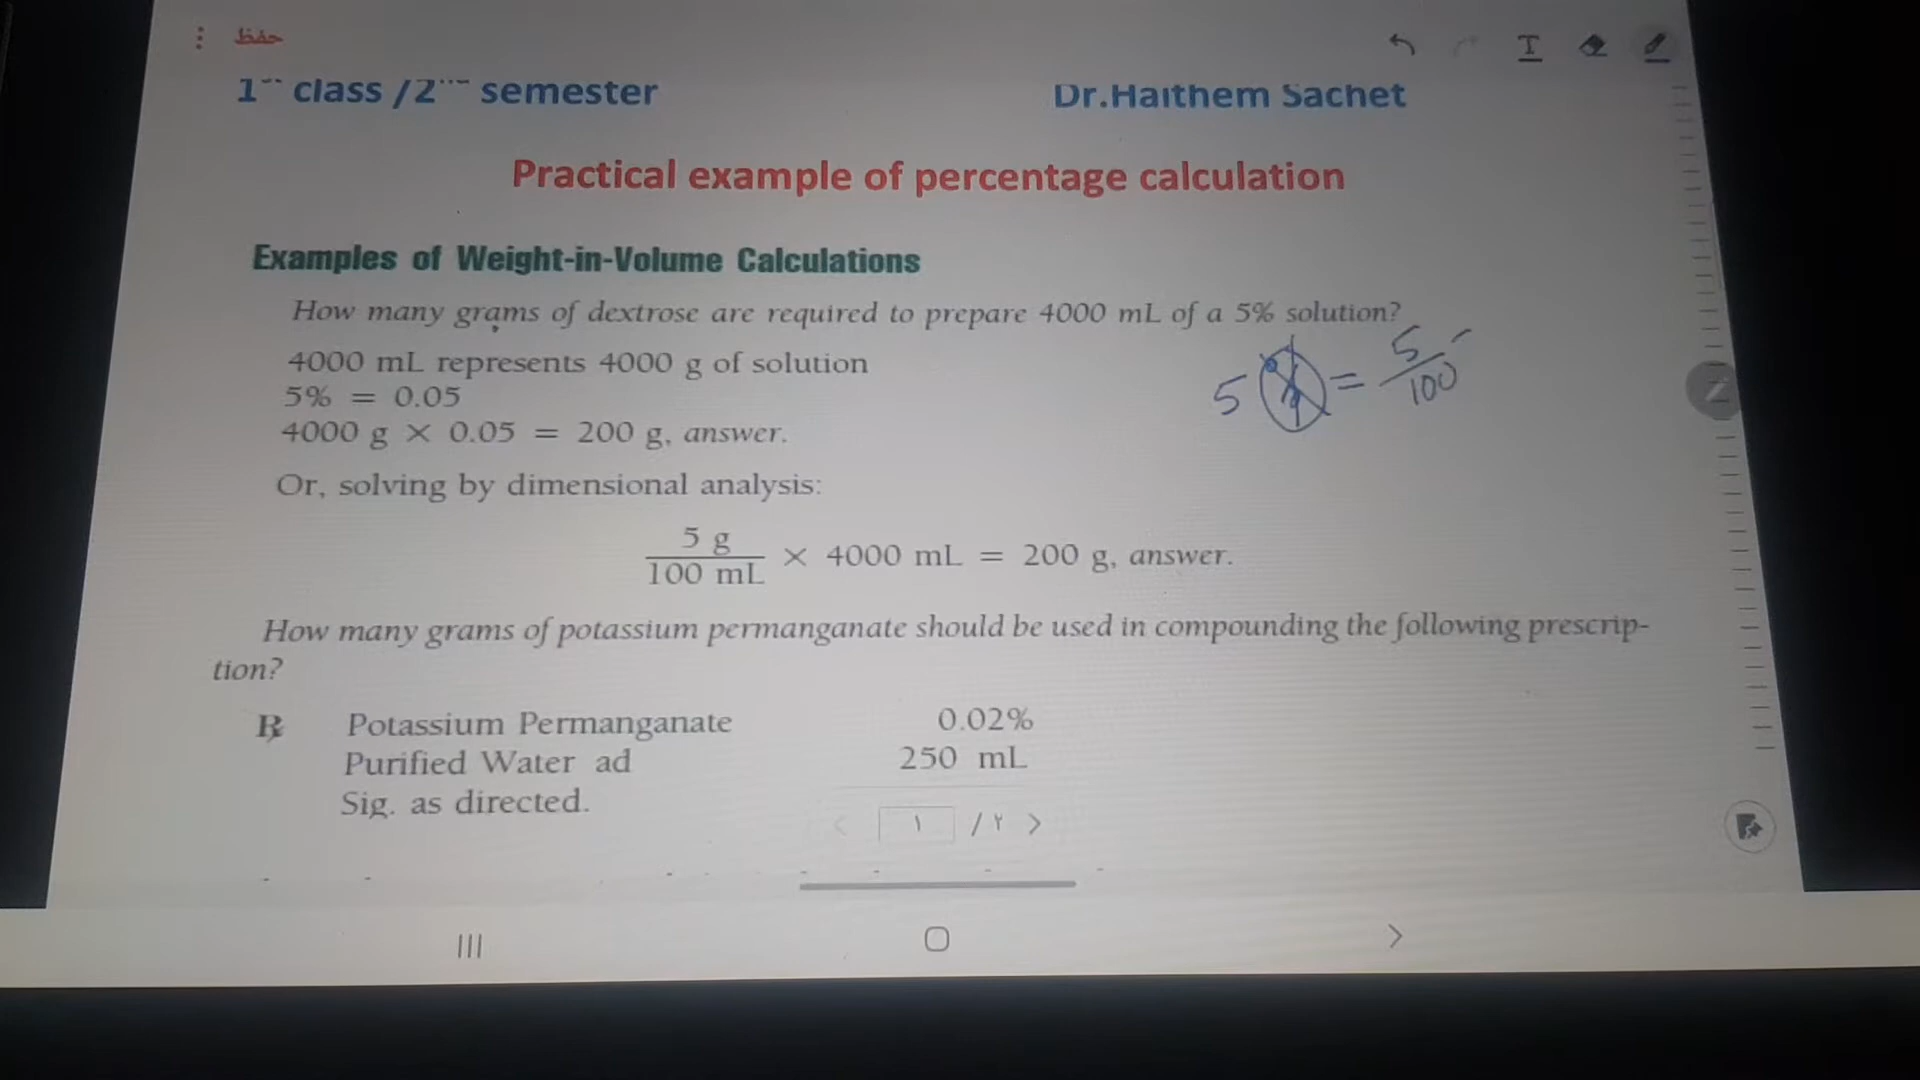 حفظ
T
1st class /2nd semester
Dr.Haithem Sachet
Practical example of percentage calculation
Examples of Weight-in-Volume Calculations
How many grams of dextrose are required to prepare 4000 mL of a 5% solution?
4000 mL represents 4000 g of solution
5% = 0.05
4000 g × 0.05 = 200 g, answer.
5 % = 5/100
Or, solving by dimensional analysis:
5 g
100 mL × 4000 mL = 200 g, answer.
How many grams of potassium permanganate should be used in compounding the following prescrip-
tion?
℞ Potassium Permanganate 0.02%
Purified Water ad 250 mL
Sig. as directed.
< ١ / ٢ >